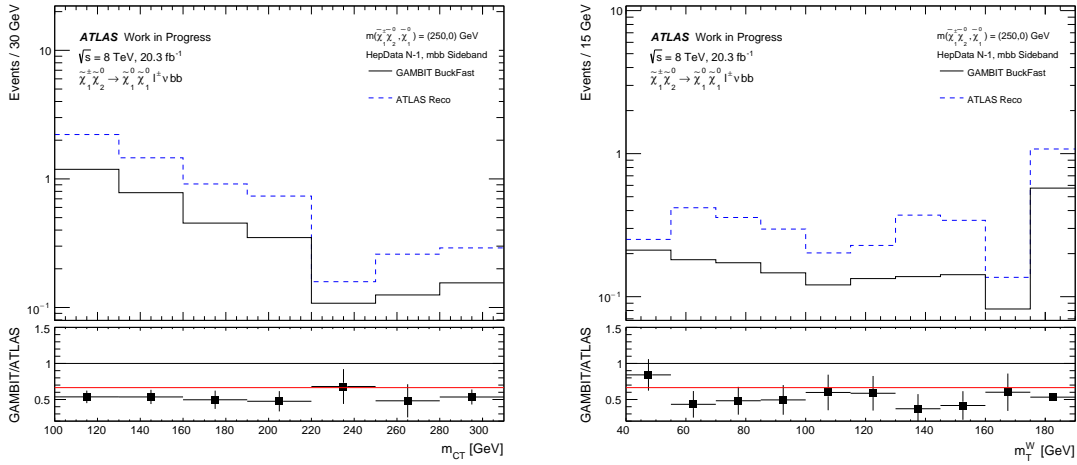 Events / 30 GeV
10
1
10⁻¹
ATLAS Work in Progress
√s = 8 TeV, 20.3 fb⁻¹
χ̃₁±χ̃₂⁰ → χ̃₁⁰χ̃₁⁰ l± ν bb
m(χ̃₁±χ̃₂⁰,χ̃₁⁰) = (250,0) GeV
HepData N-1, mbb Sideband
GAMBIT BuckFast
ATLAS Reco
GAMBIT/ATLAS
1.5
1
0.5
100 120 140 160 180 200 220 240 260 280 300
m_CT [GeV]
Events / 15 GeV
10
1
10⁻¹
ATLAS Work in Progress
√s = 8 TeV, 20.3 fb⁻¹
χ̃₁±χ̃₂⁰ → χ̃₁⁰χ̃₁⁰ l± ν bb
m(χ̃₁±χ̃₂⁰,χ̃₁⁰) = (250,0) GeV
HepData N-1, mbb Sideband
GAMBIT BuckFast
ATLAS Reco
GAMBIT/ATLAS
1.5
1
0.5
40 60 80 100 120 140 160 180
m_T^W [GeV]